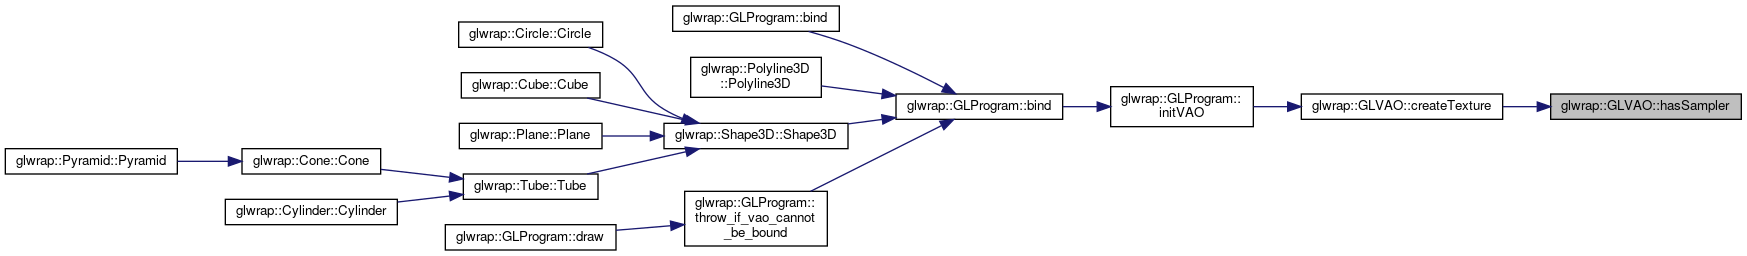 glwrap::GLProgram::bind
glwrap::Circle::Circle
glwrap::Polyline3D
::Polyline3D
glwrap::Cube::Cube
glwrap::GLProgram::bind
glwrap::GLProgram::
initVAO
glwrap::GLVAO::createTexture
glwrap::GLVAO::hasSampler
glwrap::Plane::Plane
glwrap::Shape3D::Shape3D
glwrap::Pyramid::Pyramid
glwrap::Cone::Cone
glwrap::Tube::Tube
glwrap::Cylinder::Cylinder
glwrap::GLProgram::
throw_if_vao_cannot
_be_bound
glwrap::GLProgram::draw